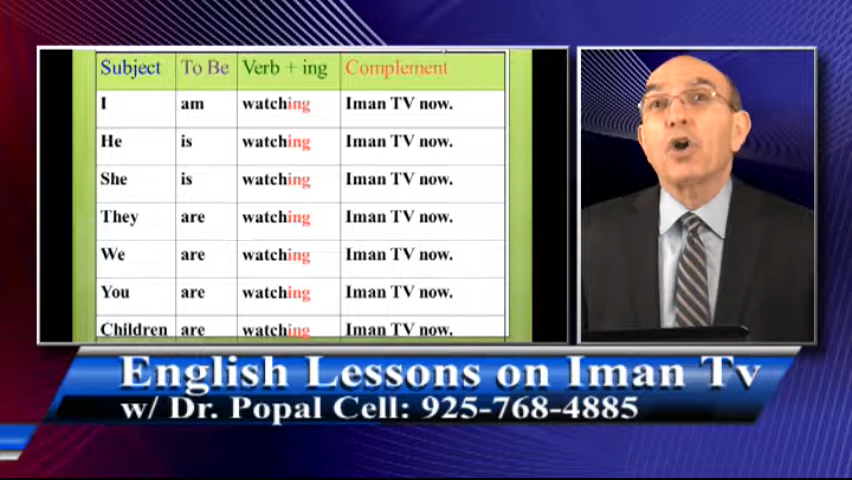 Subject To Be Verb + ing Complement
I am watching Iman TV now.
He is watching Iman TV now.
She is watching Iman TV now.
They are watching Iman TV now.
We are watching Iman TV now.
You are watching Iman TV now.
Children are watching Iman TV now.
English Lessons on Iman Tv
w/ Dr. Popal Cell: 925-768-4885